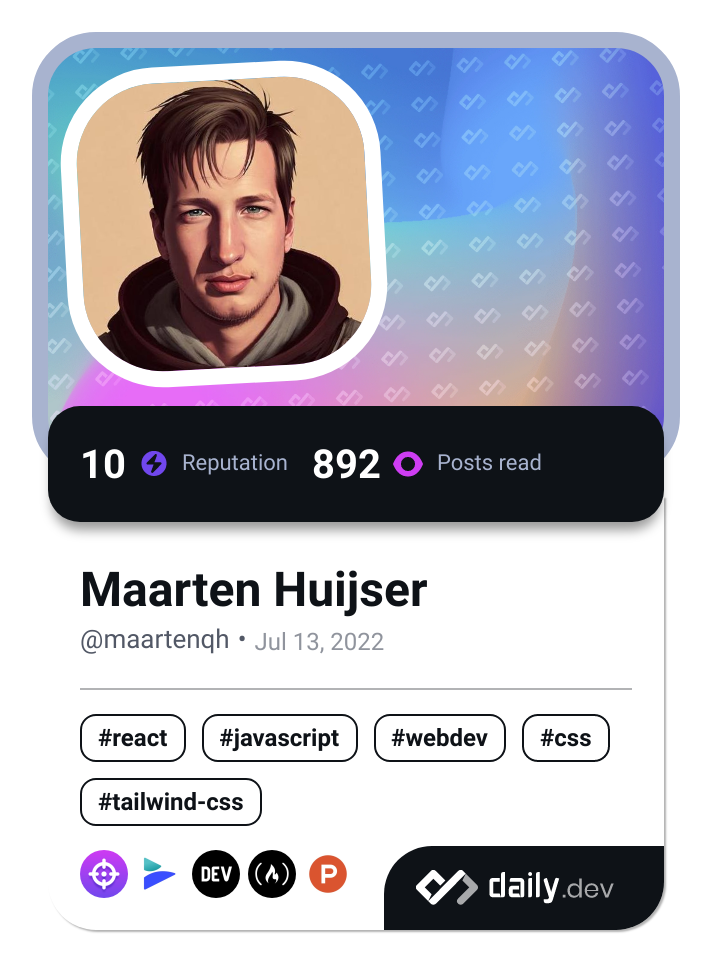 10 Reputation 892 Posts read
Maarten Huijser
@maartenqh • Jul 13, 2022
#react #javascript #webdev #css
#tailwind-css
DEV P daily.dev